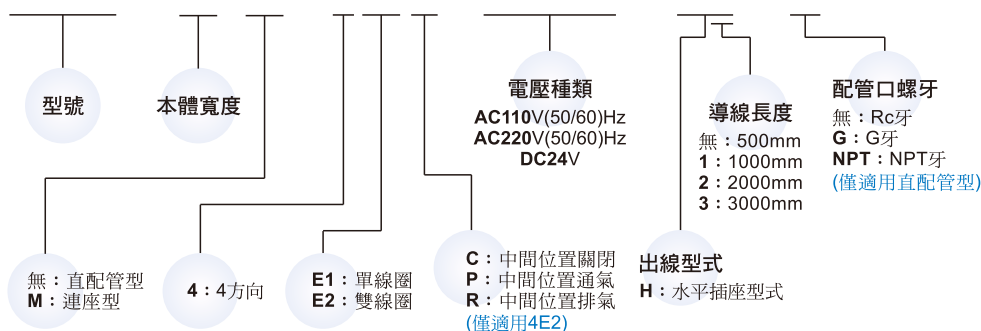 型號
本體寬度
電壓種類
AC110V(50/60)Hz
AC220V(50/60)Hz
DC24V
導線長度
無：500mm
1：1000mm
2：2000mm
3：3000mm
配管口螺牙
無：Rc牙
G：G牙
NPT：NPT牙
(僅適用直配管型)
無：直配管型
M：連座型
4：4方向
E1：單線圈
E2：雙線圈
C：中間位置關閉
P：中間位置通氣
R：中間位置排氣
(僅適用4E2)
出線型式
H：水平插座型式